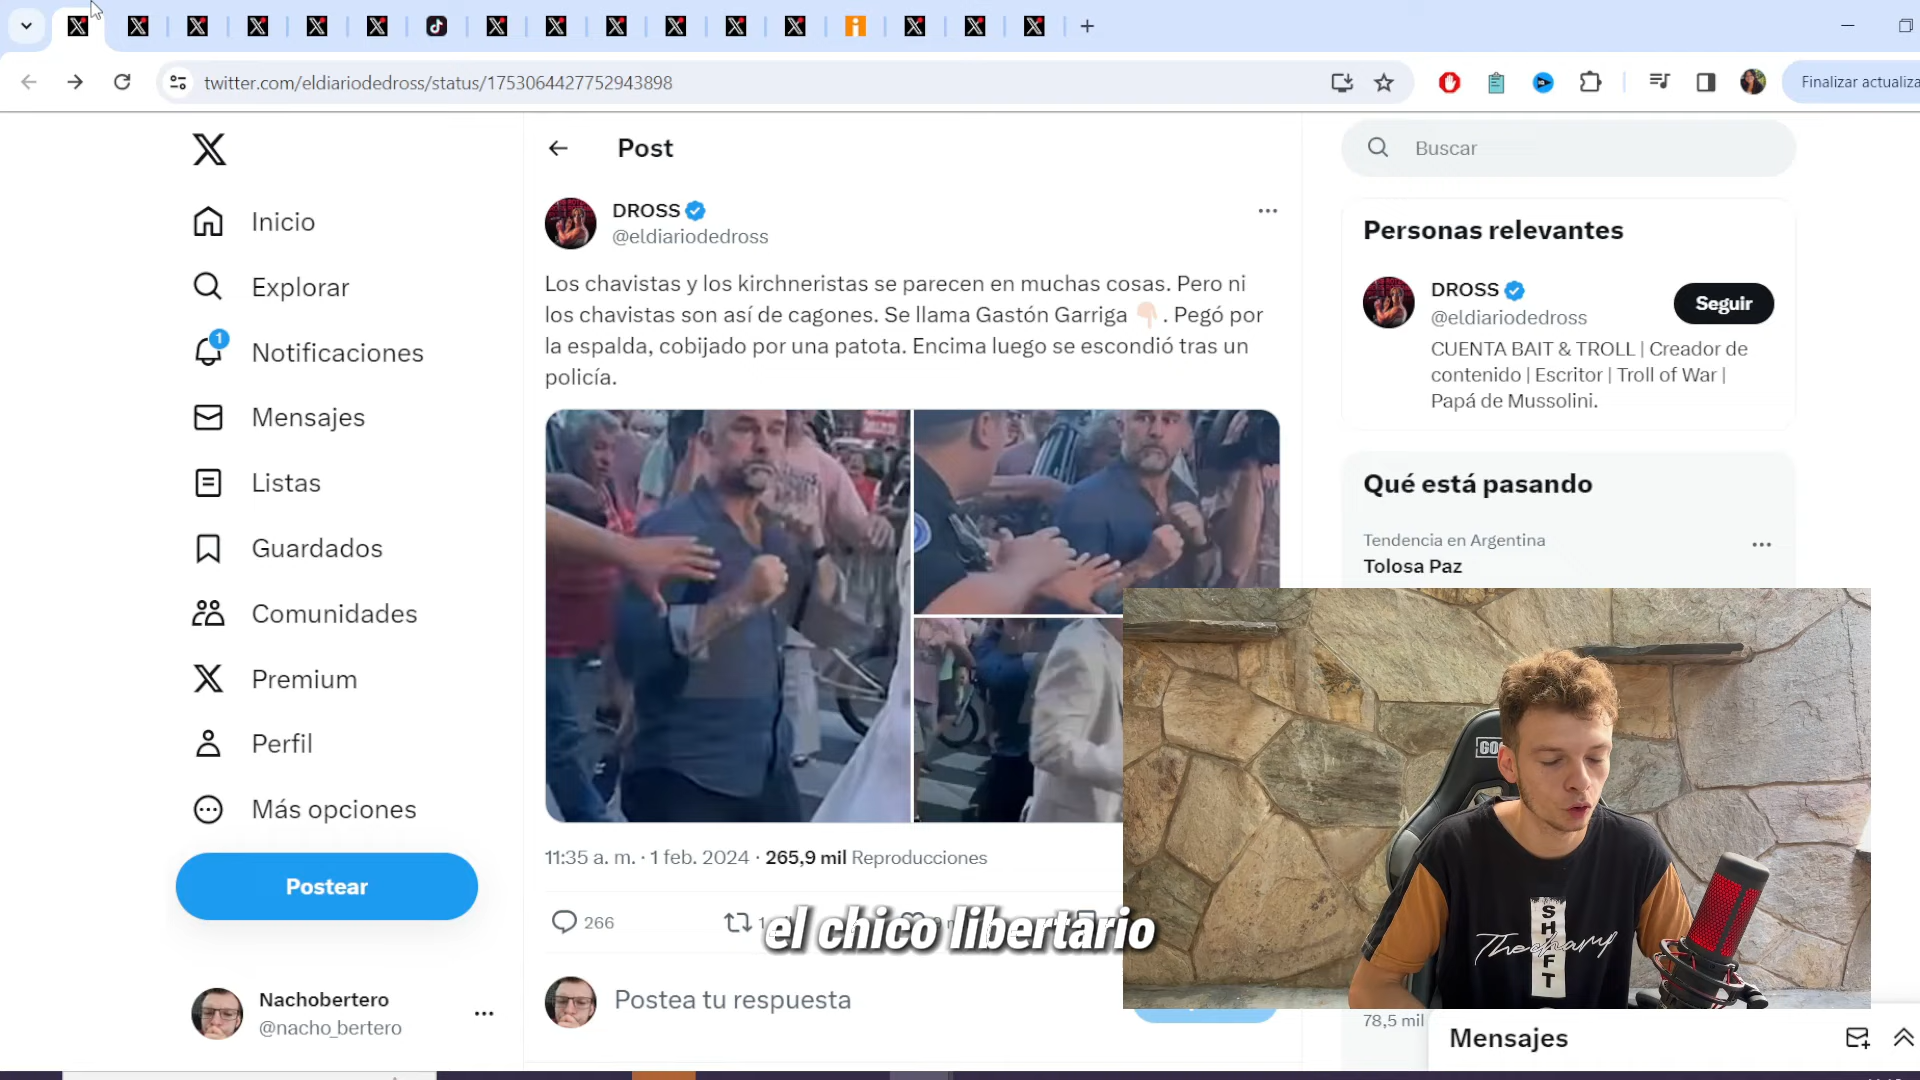 twitter.com/eldiariodedross/status/1753064427752943898
Finalizar actualiza
Inicio
Explorar
1
Notificaciones
Mensajes
Listas
Guardados
Comunidades
Premium
Perfil
Más opciones
Postear
Nachobertero
@nacho_bertero
Post
DROSS
@eldiariodedross
Los chavistas y los kirchneristas se parecen en muchas cosas. Pero ni
los chavistas son así de cagones. Se llama Gastón Garriga 👇🏻. Pegó por
la espalda, cobijado por una patota. Encima luego se escondió tras un
policía.
11:35 a. m. · 1 feb. 2024 · 265,9 mil Reproducciones
266
el chico libertario
Postea tu respuesta
Buscar
Personas relevantes
DROSS
@eldiariodedross
Seguir
CUENTA BAIT & TROLL | Creador de
contenido | Escritor | Troll of War |
Papá de Mussolini.
Qué está pasando
Tendencia en Argentina
Tolosa Paz
SHIFT
78,5 mil
Mensajes